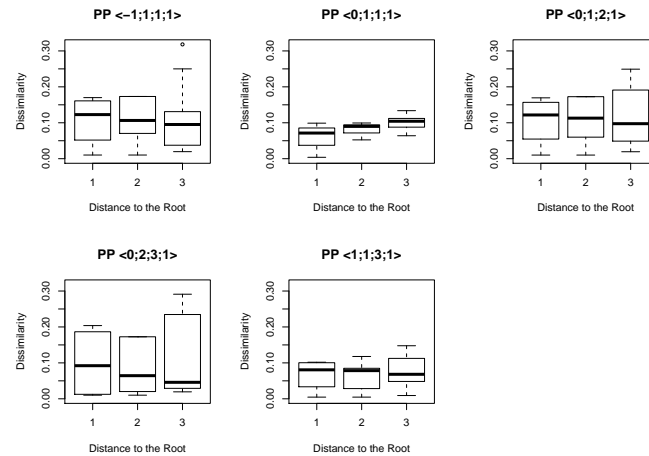 PP <−1;1;1;1>
Dissimilarity
0.00 0.10 0.20 0.30
1 2 3
Distance to the Root
PP <0;1;1;1>
Dissimilarity
0.00 0.10 0.20 0.30
1 2 3
Distance to the Root
PP <0;1;2;1>
Dissimilarity
0.00 0.10 0.20 0.30
1 2 3
Distance to the Root
PP <0;2;3;1>
Dissimilarity
0.00 0.10 0.20 0.30
1 2 3
Distance to the Root
PP <1;1;3;1>
Dissimilarity
0.00 0.10 0.20 0.30
1 2 3
Distance to the Root